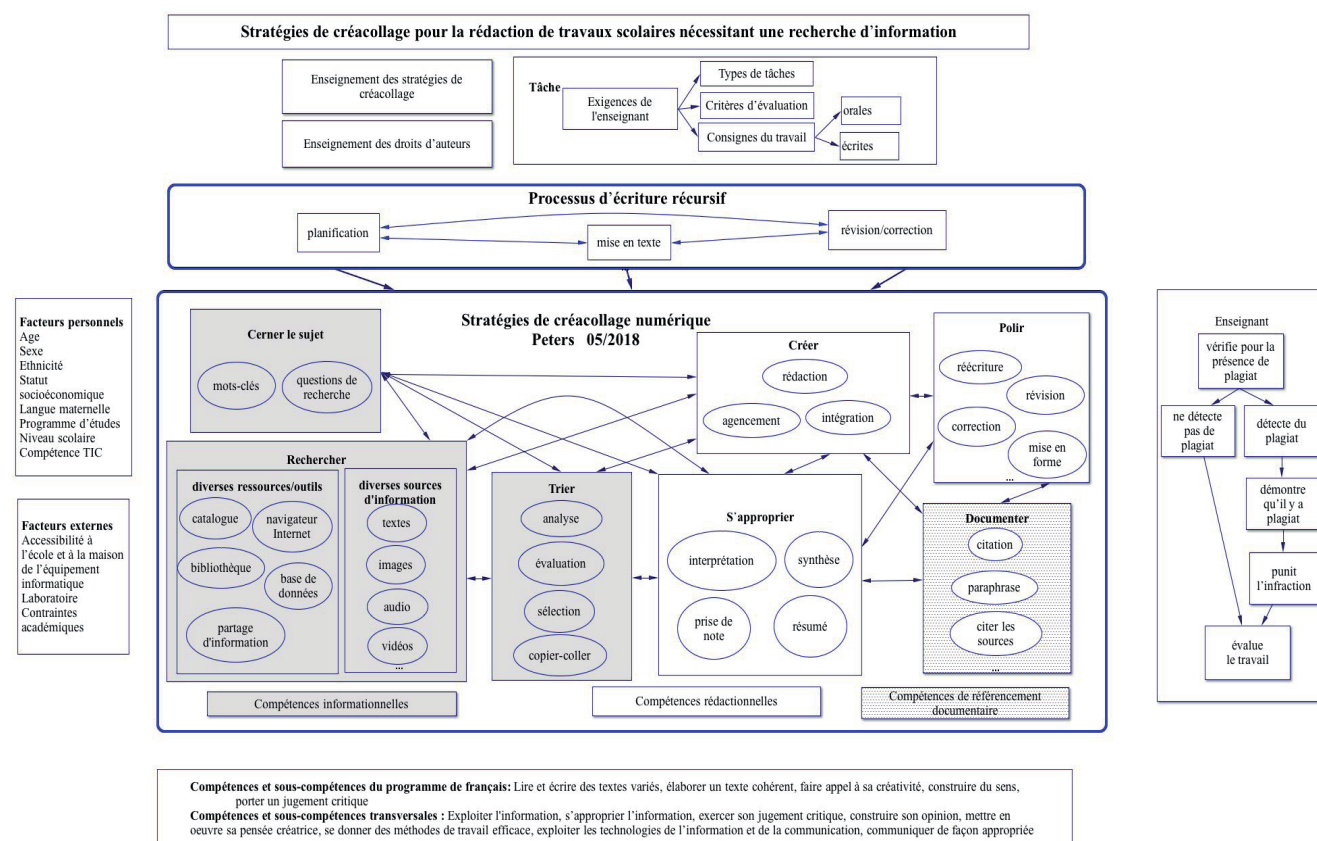 Stratégies de créacollage pour la rédaction de travaux scolaires nécessitant une recherche d'information
Enseignement des stratégies de
créacollage
Enseignement des droits d'auteurs
Tâche
Exigences de
l'enseignant
Types de tâches
Critères d'évaluation
Consignes du travail
orales
écrites
Processus d'écriture récursif
planification
mise en texte
révision/correction
Facteurs personnels
Age
Sexe
Ethnicité
Statut
socioéconomique
Langue maternelle
Programme d'études
Niveau scolaire
Compétence TIC
Facteurs externes
Accessibilité à
l'école et à la maison
de l'équipement
informatique
Laboratoire
Contraintes
académiques
Stratégies de créacollage numérique
Peters 05/2018
Cerner le sujet
mots-clés
questions de
recherche
Rechercher
diverses ressources/outils
catalogue
navigateur
Internet
bibliothèque
base de
données
partage
d'information
diverses sources
d'information
textes
images
audio
vidéos
...
Trier
analyse
évaluation
sélection
copier-coller
Créer
rédaction
agencement
intégration
S`approprier
interprétation
synthèse
prise de
note
résumé
Polir
réécriture
révision
correction
mise en
forme
...
Documenter
citation
paraphrase
citer les
sources
...
Compétences informationnelles
Compétences rédactionnelles
Compétences de référencement
documentaire
Enseignant
vérifie pour la
présence de
plagiat
ne détecte
pas de
plagiat
détecte du
plagiat
démontre
qu'il y a
plagiat
punit
l'infraction
évalue
le travail
Compétences et sous-compétences du programme de français: Lire et écrire des textes variés, élaborer un texte cohérent, faire appel à sa créativité, construire du sens,
porter un jugement critique
Compétences et sous-compétences transversales : Exploiter l'information, s'approprier l'information, exercer son jugement critique, construire son opinion, mettre en
oeuvre sa pensée créatrice, se donner des méthodes de travail efficace, exploiter les technologies de l'information et de la communication, communiquer de façon appropriée